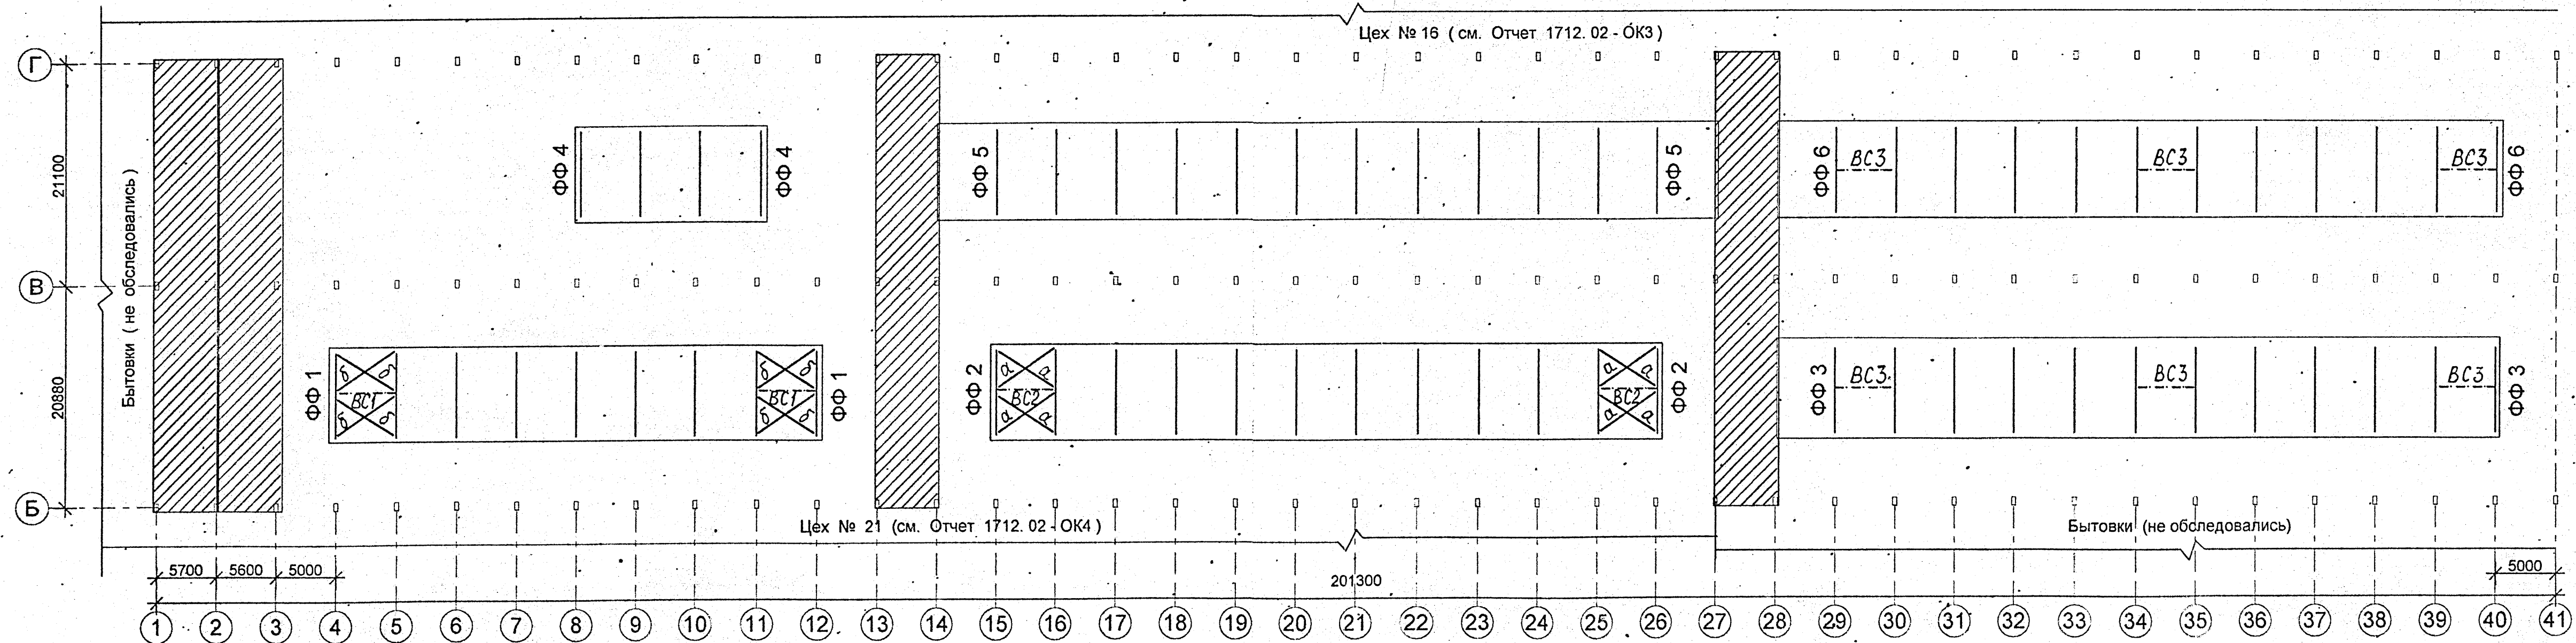 Цех № 16 ( см. Отчет 1712. 02 - ОК3 )
Г
21100
В
20880
Б
Бытовки ( не обследовались )
ФФ 4
ФФ 4
ФФ 5
ФФ 5
ФФ 6
ВС3
ВС3
ВС3
ФФ 6
ФФ 1
б б
ВС1
б б
б б
ВС1
б б
ФФ 1
ФФ 2
а а
ВС2
а а
а а
ВС2
а а
ФФ 2
ФФ 3
ВС3
ВС3
ВС3
ФФ 3
Цех № 21 (см. Отчет 1712. 02 - ОК4 )
Бытовки (не обследовались)
5700 5600 5000
201300
5000
1 2 3 4 5 6 7 8 9 10 11 12 13 14 15 16 17 18 19 20 21 22 23 24 25 26 27 28 29 30 31 32 33 34 35 36 37 38 39 40 41